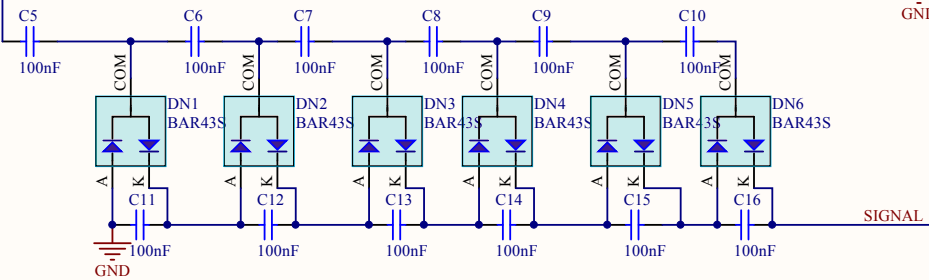 C5
C6
C7
C8
C9
C10
GND
100nF
100nF
100nF
100nF
100nF
100nF
COM
COM
COM
COM
COM
COM
DN1
BAR43S
DN2
BAR43S
DN3
BAR43S
DN4
BAR43S
DN5
BAR43S
DN6
BAR43S
A
K
A
K
A
K
A
K
A
K
A
K
C11
C12
C13
C14
C15
C16
SIGNAL
100nF
100nF
100nF
100nF
100nF
100nF
GND